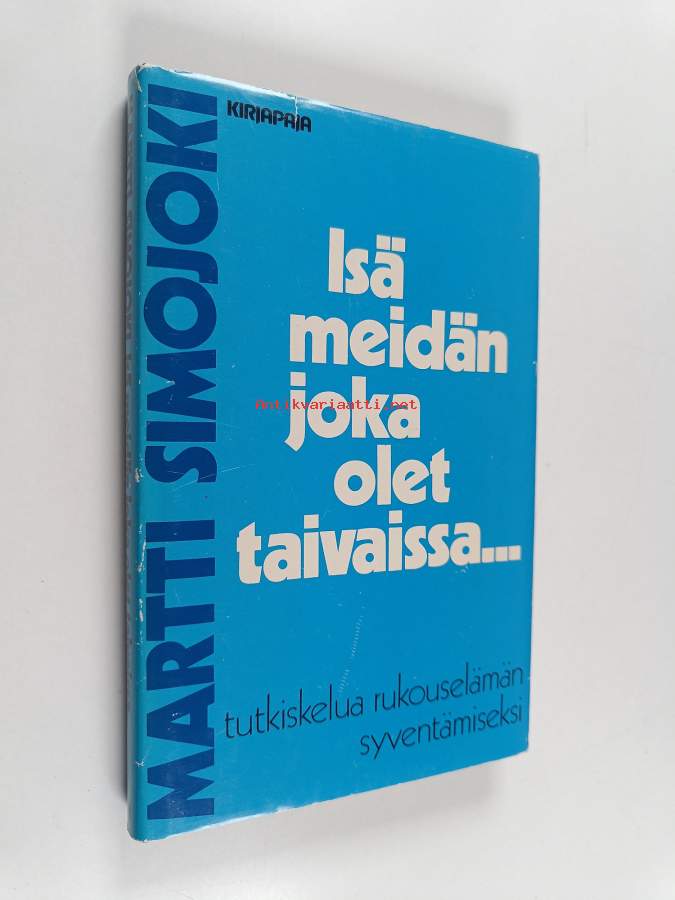 KIRJAPAJA
MARTTI SIMOJOKI
Isä
meidän
joka
olet
taivaissa...
antikvariaatti.net
tutkiskelua rukouselämän
syventämiseksi